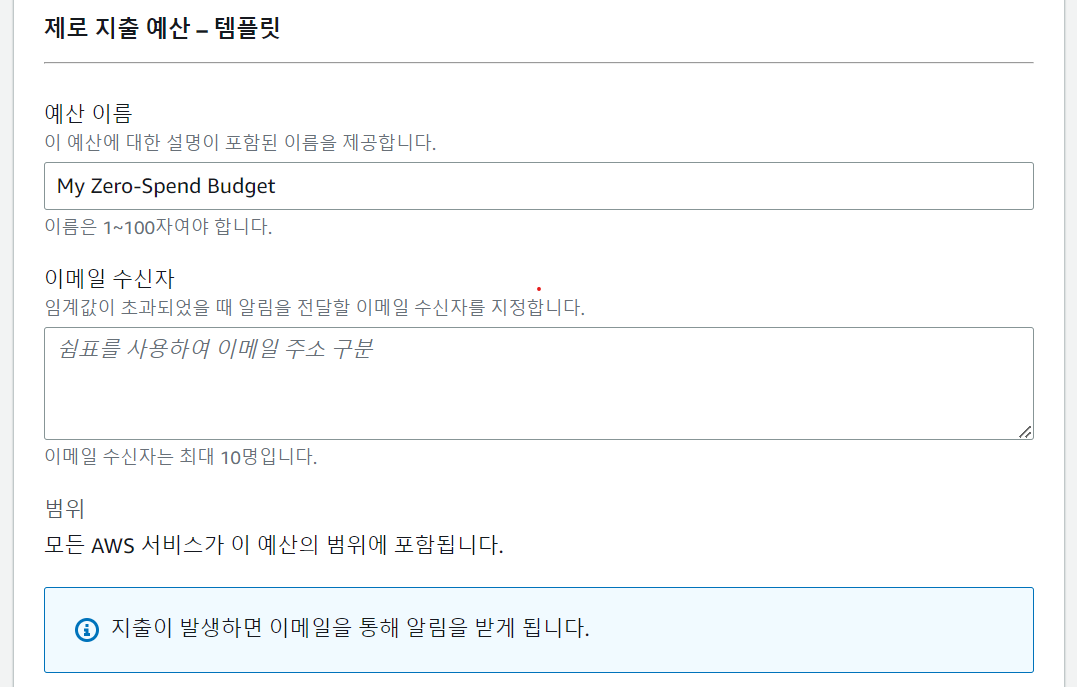 제로 지출 예산 – 템플릿
예산 이름
이 예산에 대한 설명이 포함된 이름을 제공합니다.
My Zero-Spend Budget
이름은 1~100자여야 합니다.
이메일 수신자
임계값이 초과되었을 때 알림을 전달할 이메일 수신자를 지정합니다.
쉼표를 사용하여 이메일 주소 구분
이메일 수신자는 최대 10명입니다.
범위
모든 AWS 서비스가 이 예산의 범위에 포함됩니다.
지출이 발생하면 이메일을 통해 알림을 받게 됩니다.